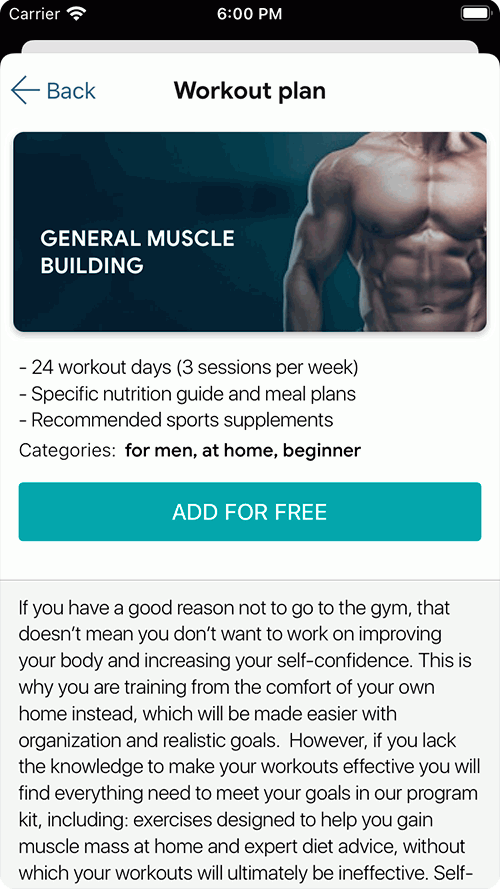 Carrier 6:00 PM
Back Workout plan
GENERAL MUSCLE
BUILDING
- 24 workout days (3 sessions per week)
- Specific nutrition guide and meal plans
- Recommended sports supplements
Categories: for men, at home, beginner
ADD FOR FREE
If you have a good reason not to go to the gym, that
doesn’t mean you don’t want to work on improving
your body and increasing your self-confidence. This is
why you are training from the comfort of your own
home instead, which will be made easier with
organization and realistic goals.  However, if you lack
the knowledge to make your workouts effective you will
find everything need to meet your goals in our program
kit, including: exercises designed to help you gain
muscle mass at home and expert diet advice, without
which your workouts will ultimately be ineffective. Self-